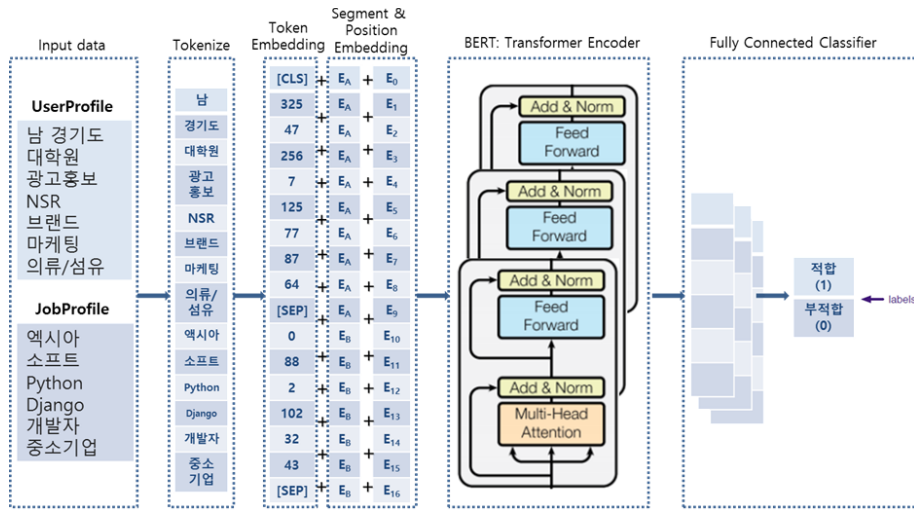 Input data
Tokenize
Token
Embedding
Segment &
Position
Embedding
BERT: Transformer Encoder
Fully Connected Classifier
UserProfile
남 경기도
대학원
광고홍보
NSR
브랜드
마케팅
의류/섬유
JobProfile
엑시아
소프트
Python
Django
개발자
중소기업
남
경기도
대학원
광고
홍보
NSR
브랜드
마케팅
의류/
섬유
액시아
소프트
Python
Django
개발자
중소
기업
[CLS] + EA + E0
325 + EA + E1
47 + EA + E2
256 + EA + E3
7 + EA + E4
125 + EA + E5
77 + EA + E6
87 + EA + E7
64 + EA + E8
[SEP] + EA + E9
0 + EB + E10
88 + EB + E11
2 + EB + E12
102 + EB + E13
32 + EB + E14
43 + EB + E15
[SEP] + EB + E16
Add & Norm
Feed
Forward
Add & Norm
Feed
Forward
Add & Norm
Feed
Forward
Add & Norm
Multi-Head
Attention
적합
(1)
부적합
(0)
labels